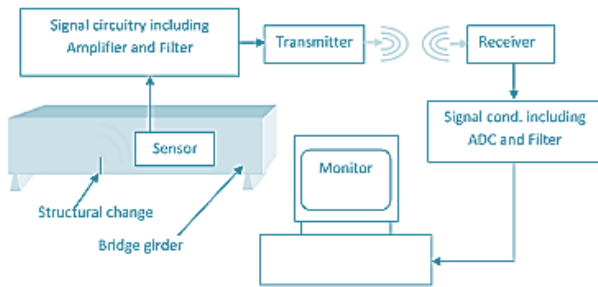 Signal circuitry including
Amplifier and Filter
Transmitter
Receiver
Signal cond. including
ADC and Filter
Sensor
Monitor
Structural change
Bridge girder